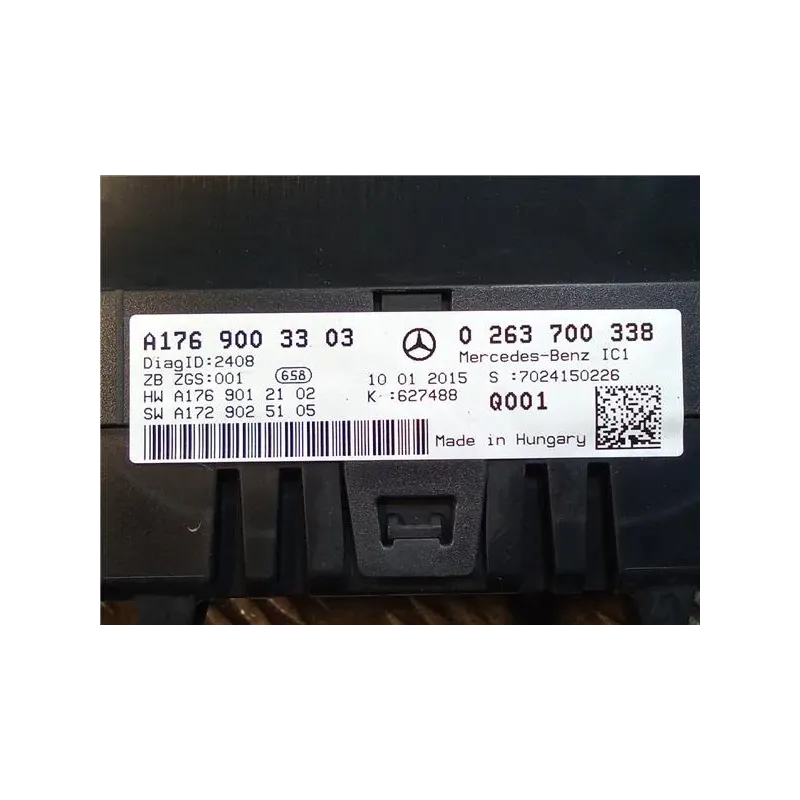 A176 900 33 03
0 263 700 338
DiagID:2408
Mercedes-Benz IC1
ZB ZGS:001 658
10 01 2015 S :7024150226
HW A176 901 21 02
K :627488
Q001
SW A172 902 51 05
Made in Hungary